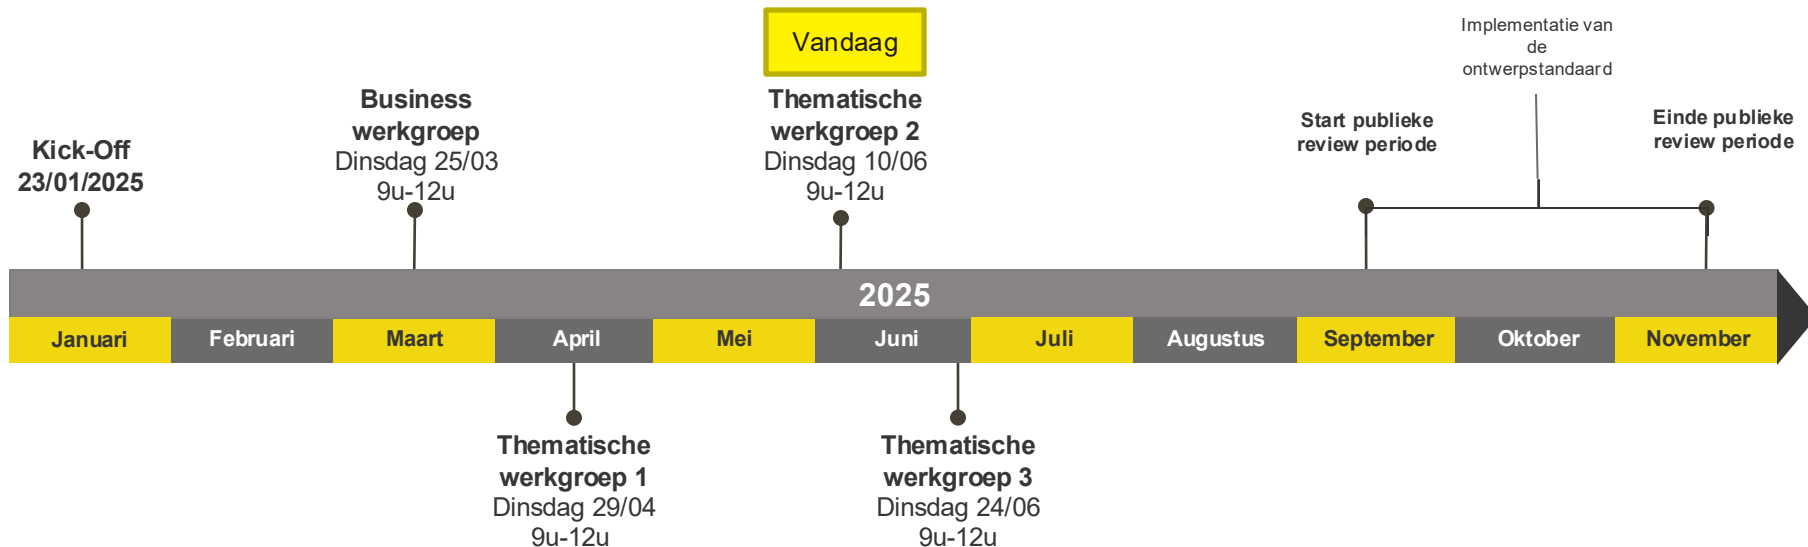 Vandaag
Kick-Off
23/01/2025
Business
werkgroep
Dinsdag 25/03
9u-12u
Thematische
werkgroep 2
Dinsdag 10/06
9u-12u
Start publieke
review periode
Implementatie van
de
ontwerpstandaard
Einde publieke
review periode
2025
Januari
Februari
Maart
April
Mei
Juni
Juli
Augustus
September
Oktober
November
Thematische
werkgroep 1
Dinsdag 29/04
9u-12u
Thematische
werkgroep 3
Dinsdag 24/06
9u-12u